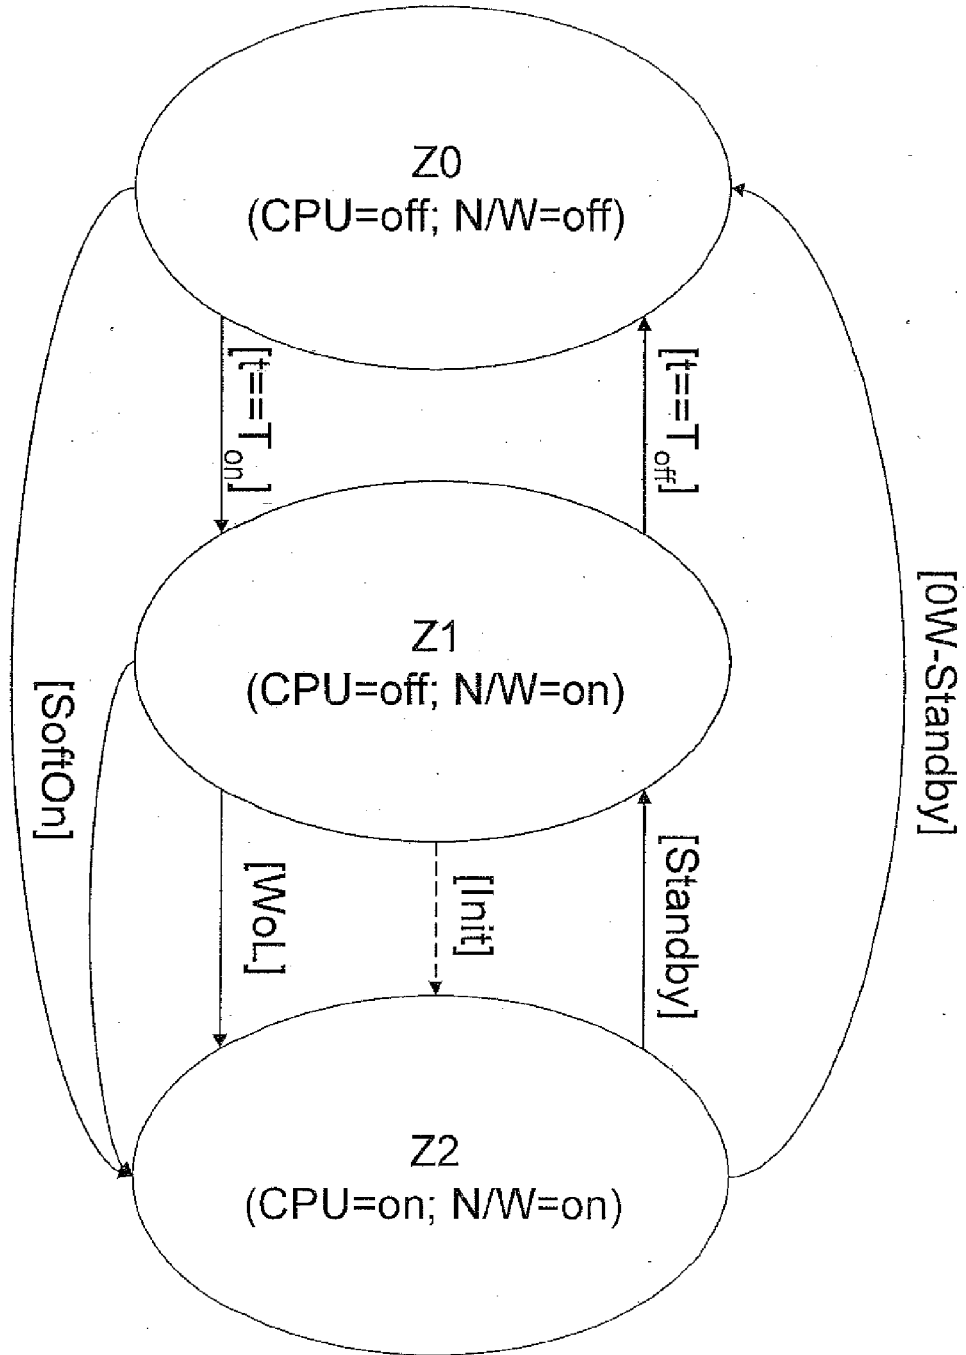 Z0
(CPU=off; N/W=off)
[t==Ton]
[t==Toff]
[0W-Standby]
Z1
(CPU=off; N/W=on)
[SoftOn]
[WoL]
[Init]
[Standby]
Z2
(CPU=on; N/W=on)